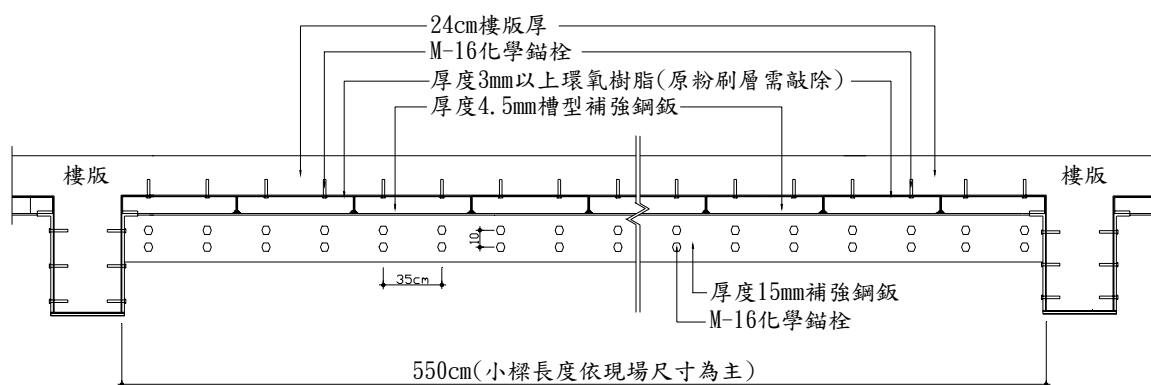 24cm樓版厚
M-16化學錨栓
厚度3mm以上環氧樹脂(原粉刷層需敲除)
厚度4.5mm槽型補強鋼鈑
樓版
樓版
10
35cm
厚度15mm補強鋼鈑
M-16化學錨栓
550cm(小樑長度依現場尺寸為主)